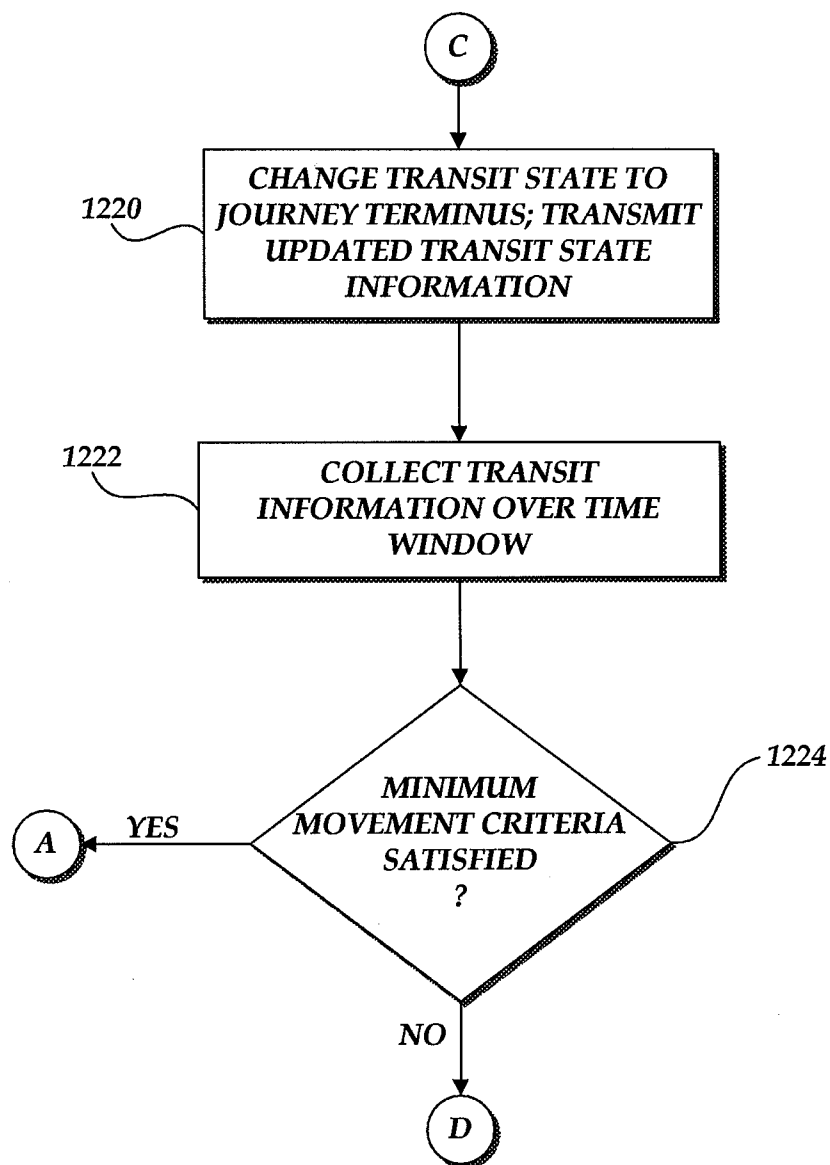 C
1220
CHANGE TRANSIT STATE TO
JOURNEY TERMINUS; TRANSMIT
UPDATED TRANSIT STATE
INFORMATION
1222
COLLECT TRANSIT
INFORMATION OVER TIME
WINDOW
1224
MINIMUM
MOVEMENT CRITERIA
SATISFIED
?
YES
A
NO
D